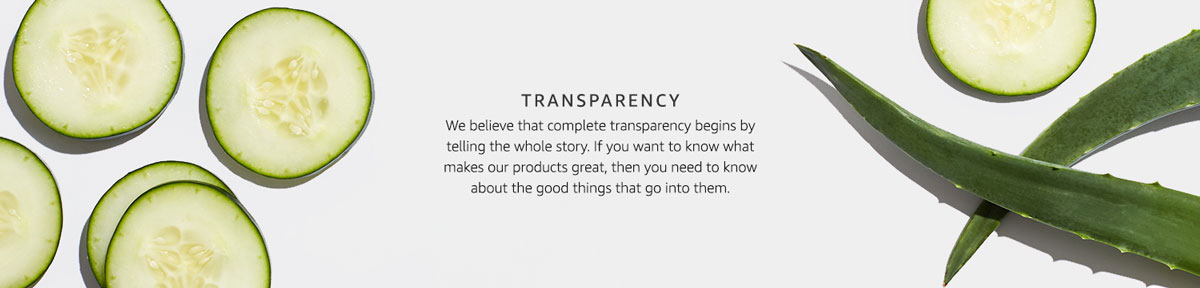 TRANSPARENCY
We believe that complete transparency begins by
telling the whole story. If you want to know what
makes our products great, then you need to know
about the good things that go into them.